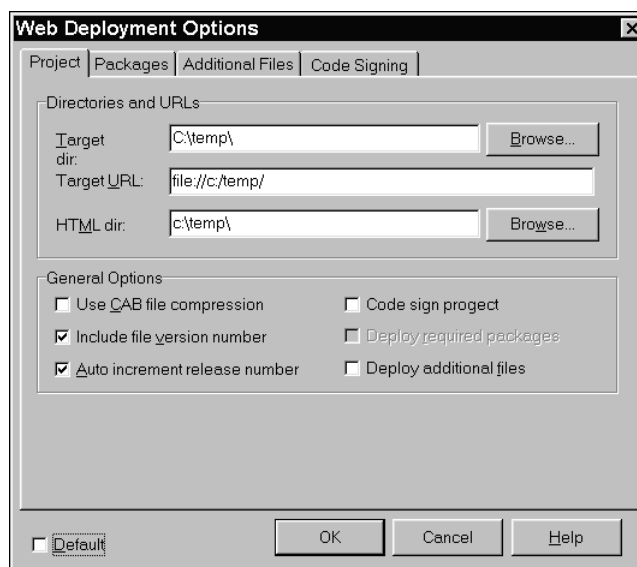 Web Deployment Options
Project Packages Additional Files Code Signing
Directories and URLs
Target dir:
C:\temp\
Browse...
Target URL:
file://c:/temp/
HTML dir:
c:\temp\
Browse...
General Options
Use CAB file compression
Code sign progect
Include file version number
Deploy required packages
Auto increment release number
Deploy additional files
Default
OK
Cancel
Help